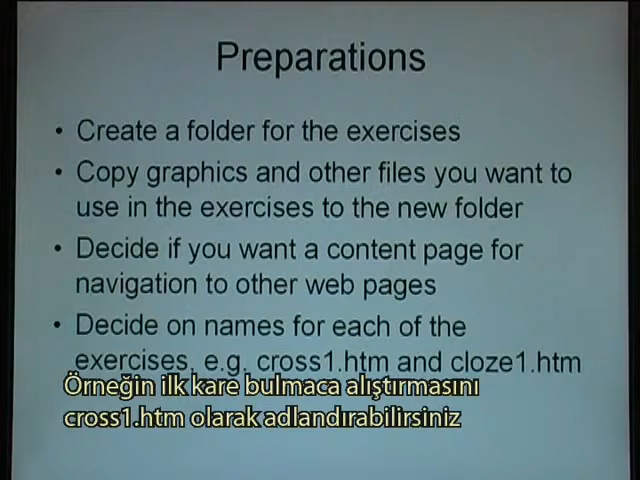 Preparations
• Create a folder for the exercises
• Copy graphics and other files you want to
use in the exercises to the new folder
• Decide if you want a content page for
navigation to other web pages
• Decide on names for each of the
exercises, e.g. cross1.htm and cloze1.htm
Örneğin ilk kare bulmaca alıştırmasını
cross1.htm olarak adlandırabilirsiniz